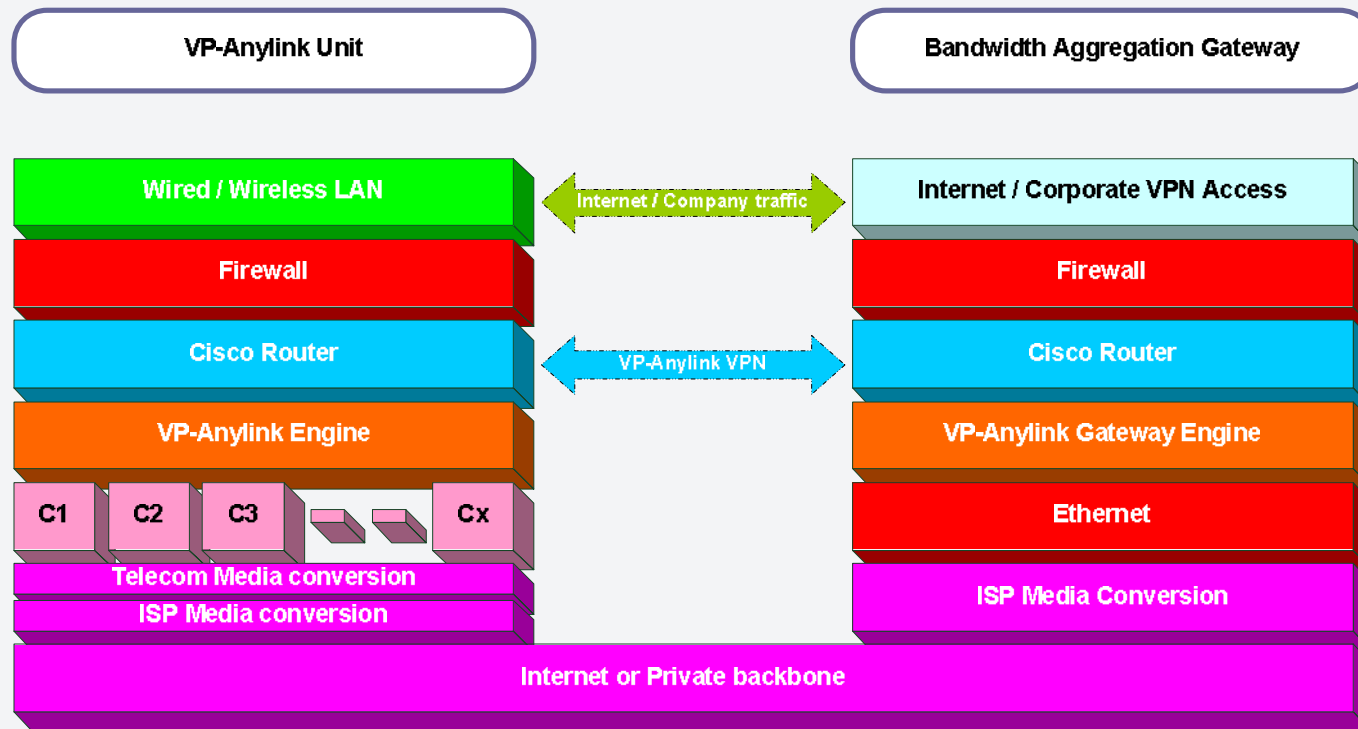 VP-Anylink Unit
Bandwidth Aggregation Gateway
Wired / Wireless LAN
Internet / Company traffic
Internet / Corporate VPN Access
Firewall
Firewall
Cisco Router
VP-Anylink VPN
Cisco Router
VP-Anylink Engine
VP-Anylink Gateway Engine
C1
C2
C3
Cx
Ethernet
Telecom Media conversion
ISP Media conversion
ISP Media Conversion
Internet or Private backbone